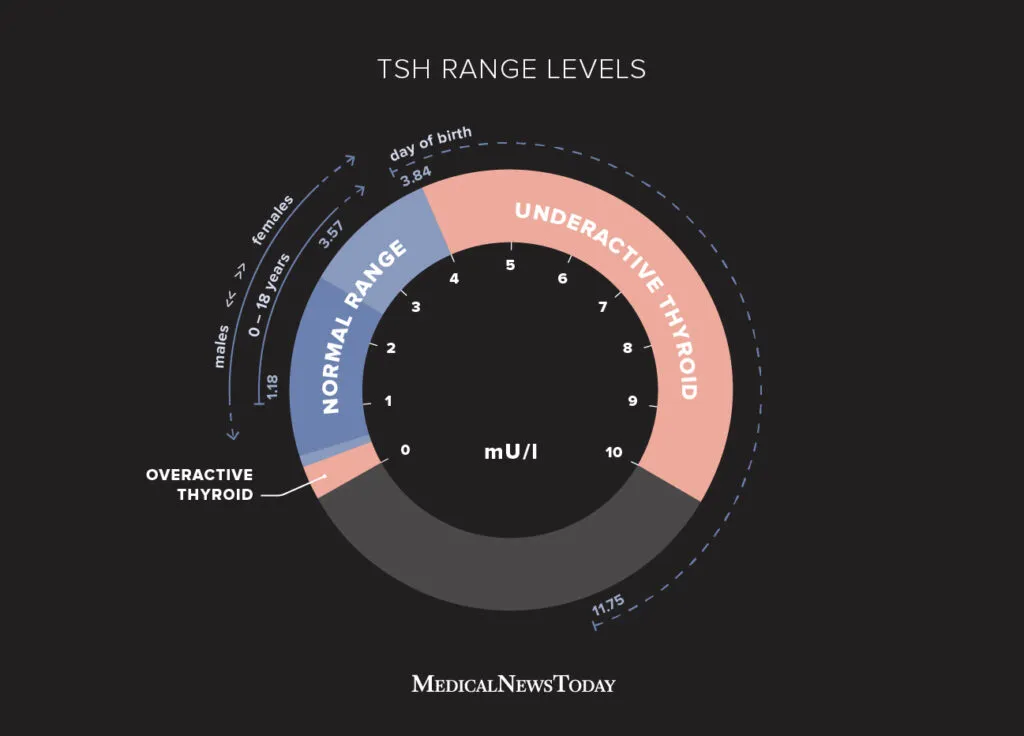 TSH RANGE LEVELS
day of birth
3.84
females
<< >>
males
3.57
0 – 18 years
1.18
NORMAL RANGE
UNDERACTIVE THYROID
OVERACTIVE
THYROID
0
1
2
3
4
5
6
7
8
9
10
mU/l
11.75
MEDICALNEWSTODAY